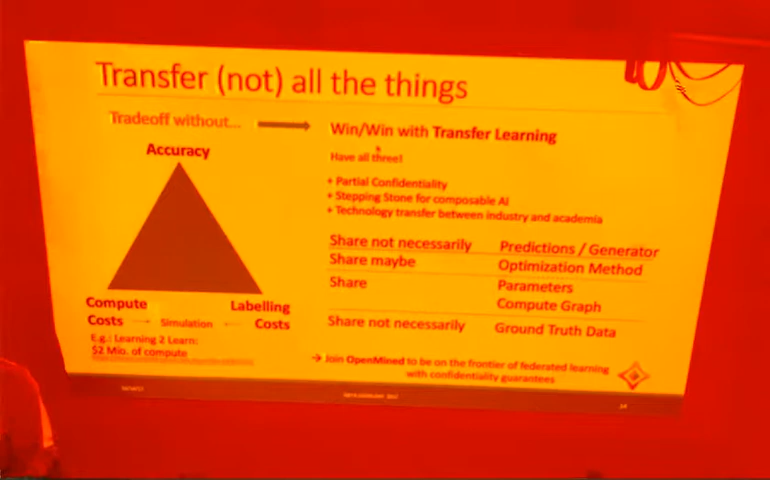 Transfer (not) all the things
Tradeoff without...
Win/Win with Transfer Learning
Accuracy
Have all three!
+ Partial Confidentiality
+ Stepping Stone for composable AI
+ Technology transfer between industry and academia
Share not necessarily Predictions / Generator
Share maybe Optimization Method
Share Parameters
Compute Graph
Share not necessarily Ground Truth Data
Compute Labelling
Costs Simulation Costs
E.g.: Learning 2 Learn:
$2 Mio. of compute
→ Join OpenMined to be on the frontier of federated learning
with confidentiality guarantees